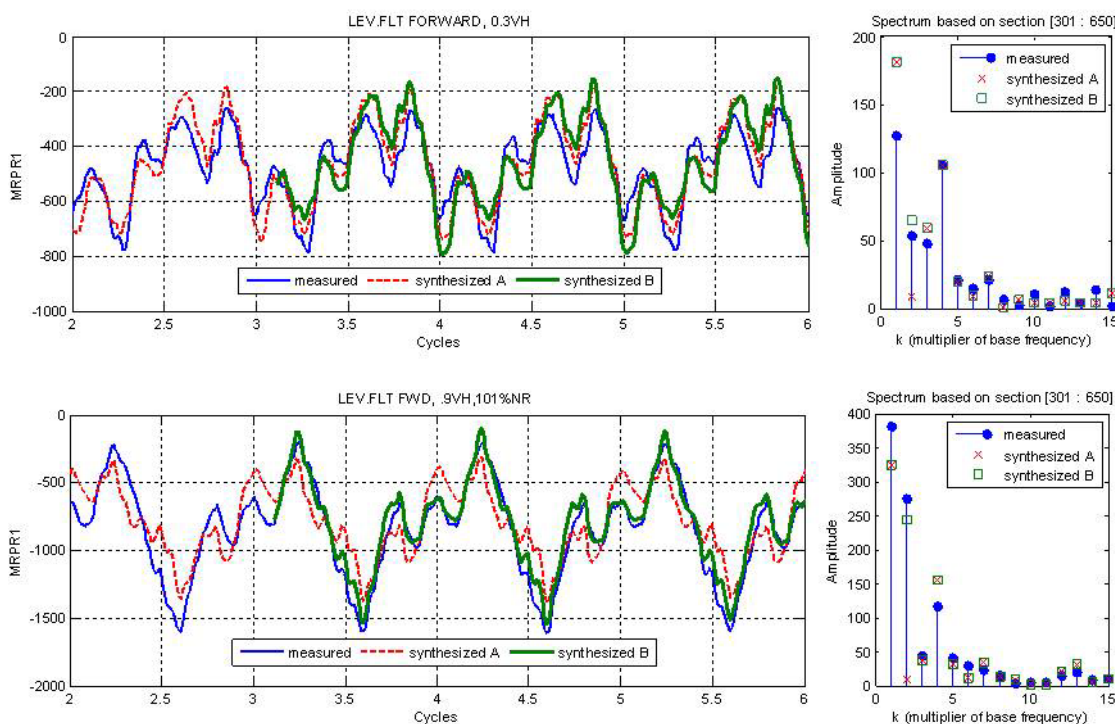 LEV.FLT FORWARD, 0.3VH
0
-200
-400
-600
-800
-1000
MRPR1
measured
synthesized A
synthesized B
2
2.5
3
3.5
4
4.5
5
5.5
6
Cycles
Spectrum based on section [301 : 650]
200
150
100
50
0
Amplitude
measured
synthesized A
synthesized B
0
5
10
15
k (multiplier of base frequency)
LEV.FLT FWD, .9VH,101%NR
0
-500
-1000
-1500
-2000
MRPR1
measured
synthesized A
synthesized B
2
2.5
3
3.5
4
4.5
5
5.5
6
Cycles
Spectrum based on section [301 : 650]
400
350
300
250
200
150
100
50
0
Amplitude
measured
synthesized A
synthesized B
0
5
10
15
k (multiplier of base frequency)